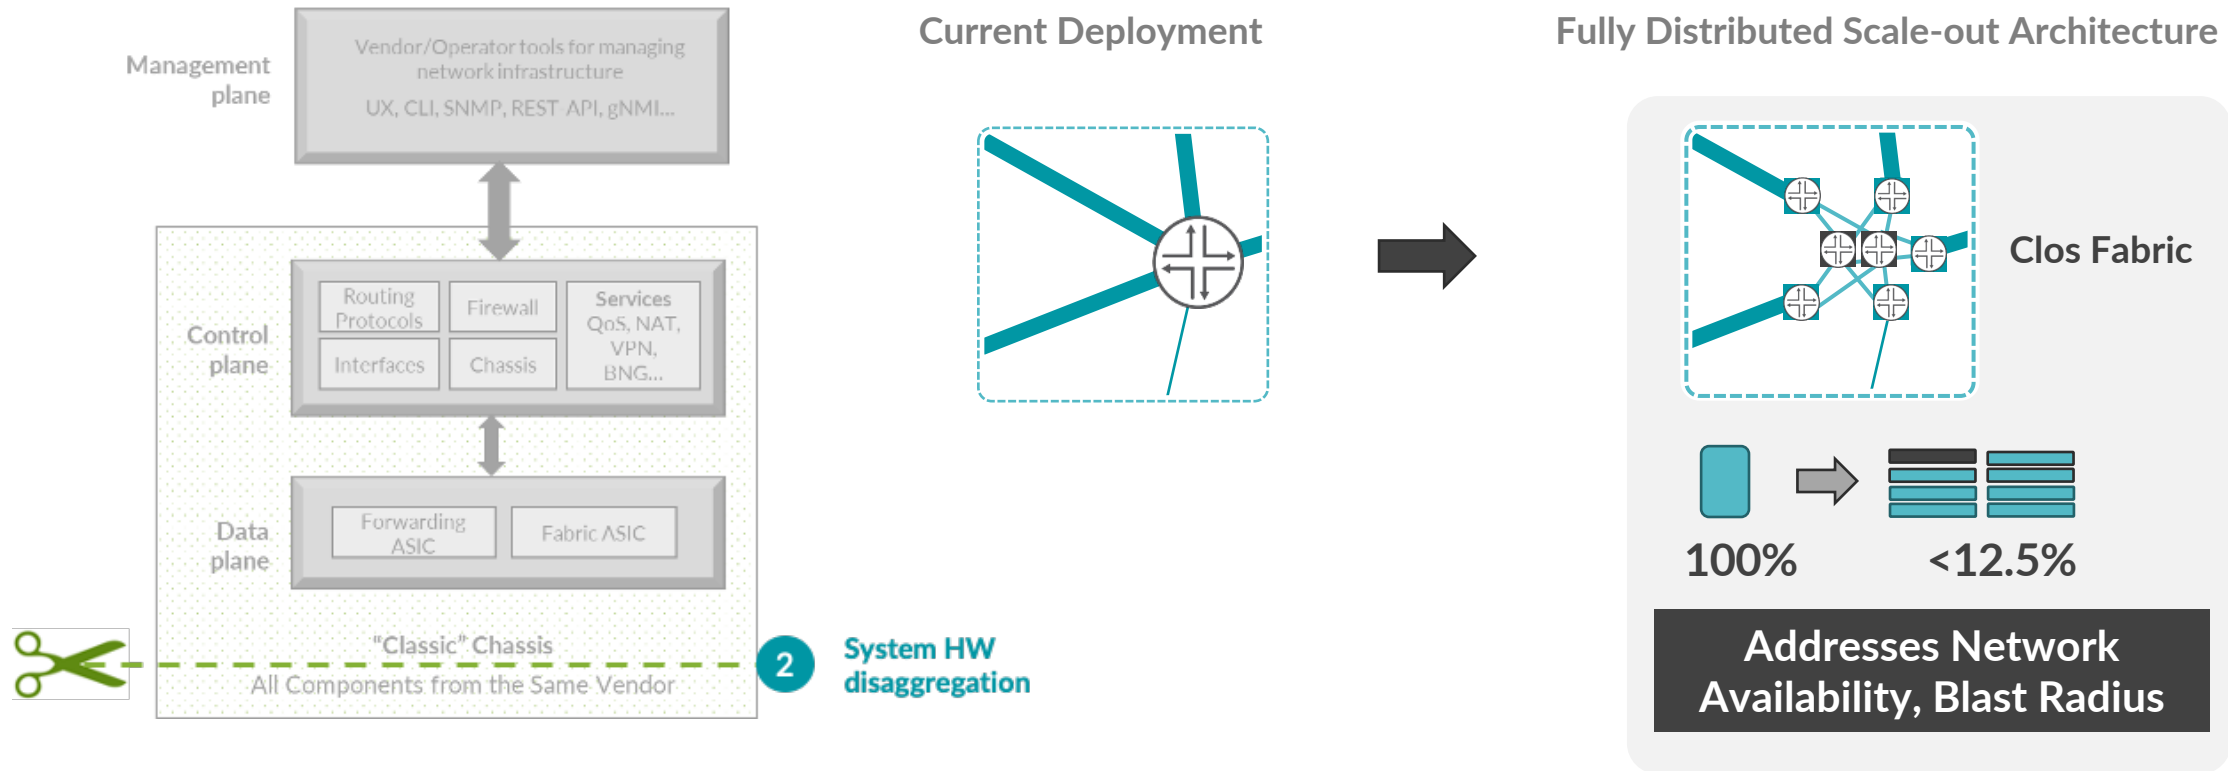 Management
plane
Vendor/Operator tools for managing
network infrastructure
UX, CLI, SNMP, REST API, gNMI...
Control
plane
Routing
Protocols
Firewall
Interfaces
Chassis
Services
QoS, NAT,
VPN,
BNG...
Data
plane
Forwarding
ASIC
Fabric ASIC
“Classic” Chassis
All Components from the Same Vendor
2
System HW
disaggregation
Current Deployment
Fully Distributed Scale-out Architecture
Clos Fabric
100%
<12.5%
Addresses Network
Availability, Blast Radius